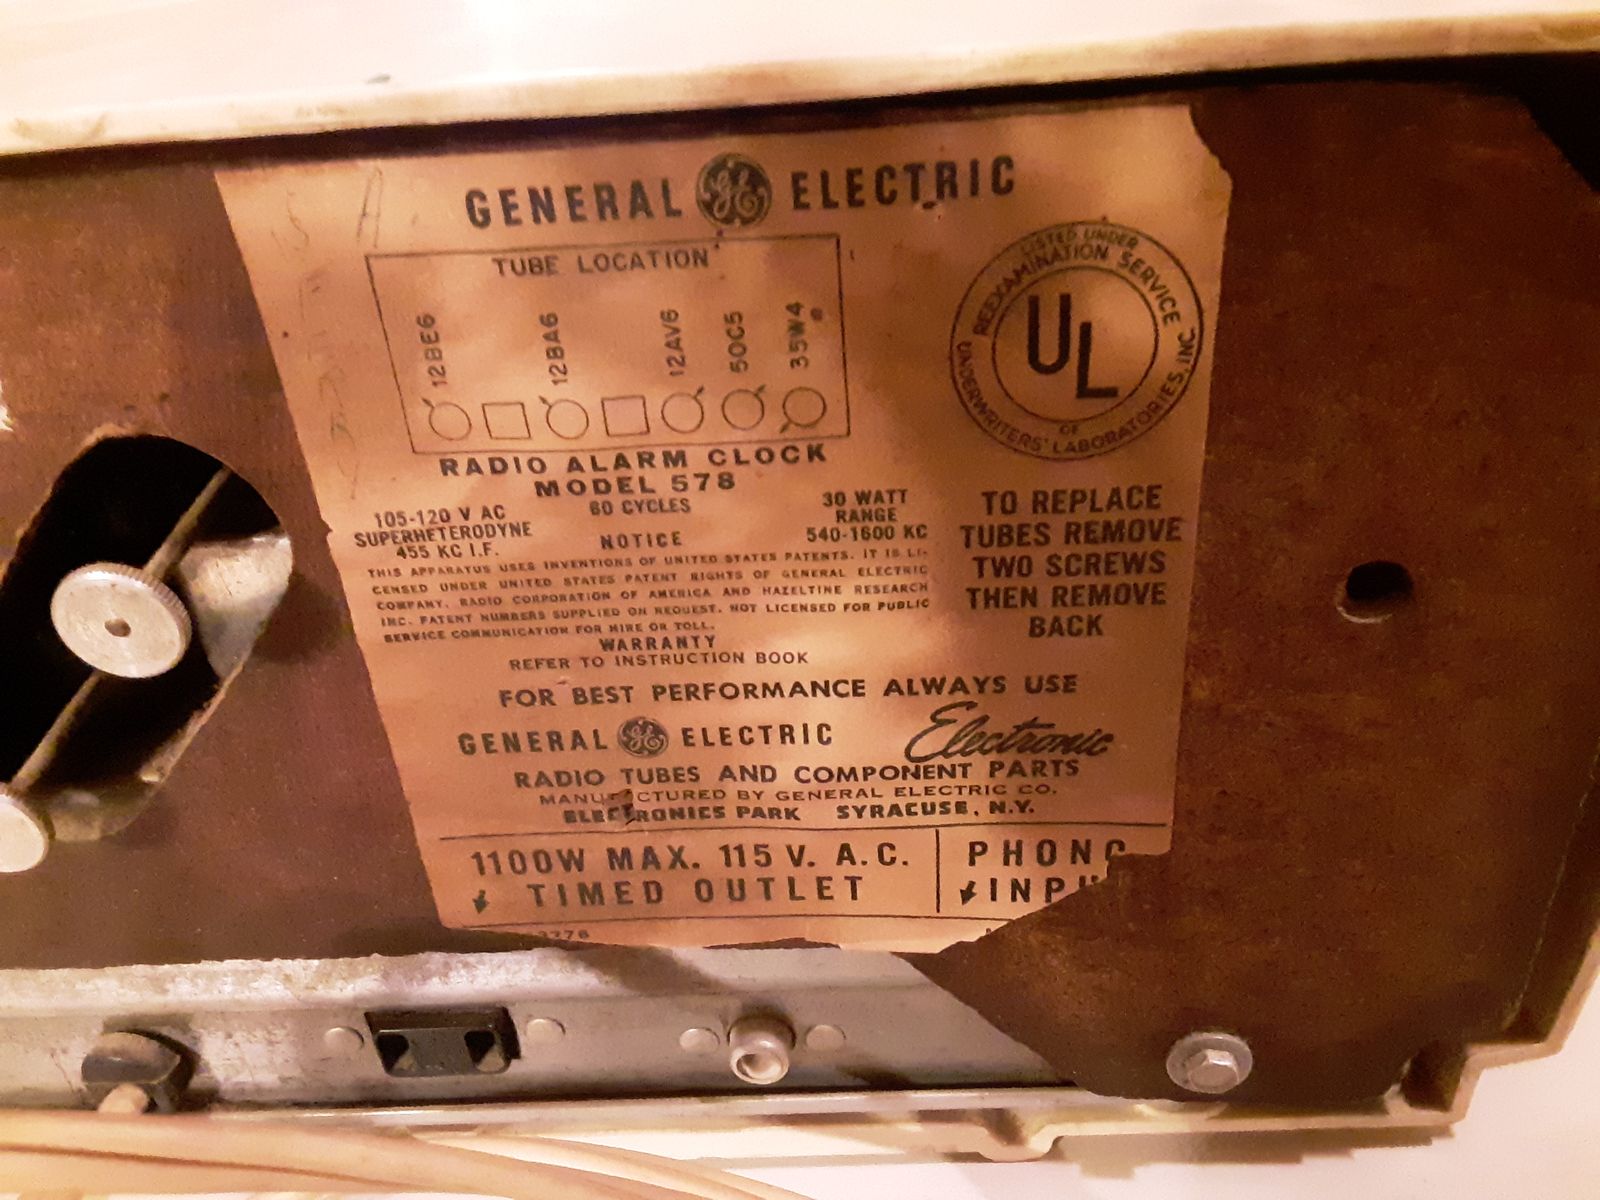 GENERAL GE ELECTRIC
TUBE LOCATION
12BE6
12BA6
12AV6
50C5
35W4
RADIO ALARM CLOCK
MODEL 578
105-120 V AC
SUPERHETERODYNE
455 KC I.F.
60 CYCLES
30 WATT
RANGE
540-1600 KC
NOTICE
THIS APPARATUS USES INVENTIONS OF UNITED STATES PATENTS. IT IS LI-
CENSED UNDER UNITED STATES PATENT RIGHTS OF GENERAL ELECTRIC
COMPANY, RADIO CORPORATION OF AMERICA AND HAZELTINE RESEARCH
INC. PATENT NUMBERS SUPPLIED ON REQUEST. NOT LICENSED FOR PUBLIC
SERVICE COMMUNICATION FOR HIRE OR TOLL.
WARRANTY
REFER TO INSTRUCTION BOOK
LISTED UNDER
REEXAMINATION SERVICE
UL
OF
UNDERWRITERS' LABORATORIES, INC.
TO REPLACE
TUBES REMOVE
TWO SCREWS
THEN REMOVE
BACK
FOR BEST PERFORMANCE ALWAYS USE
GENERAL GE ELECTRIC Electronic
RADIO TUBES AND COMPONENT PARTS
MANUFACTURED BY GENERAL ELECTRIC CO.
ELECTRONICS PARK SYRACUSE, N.Y.
1100W MAX. 115 V. A.C.
TIMED OUTLET
PHONO
INPU